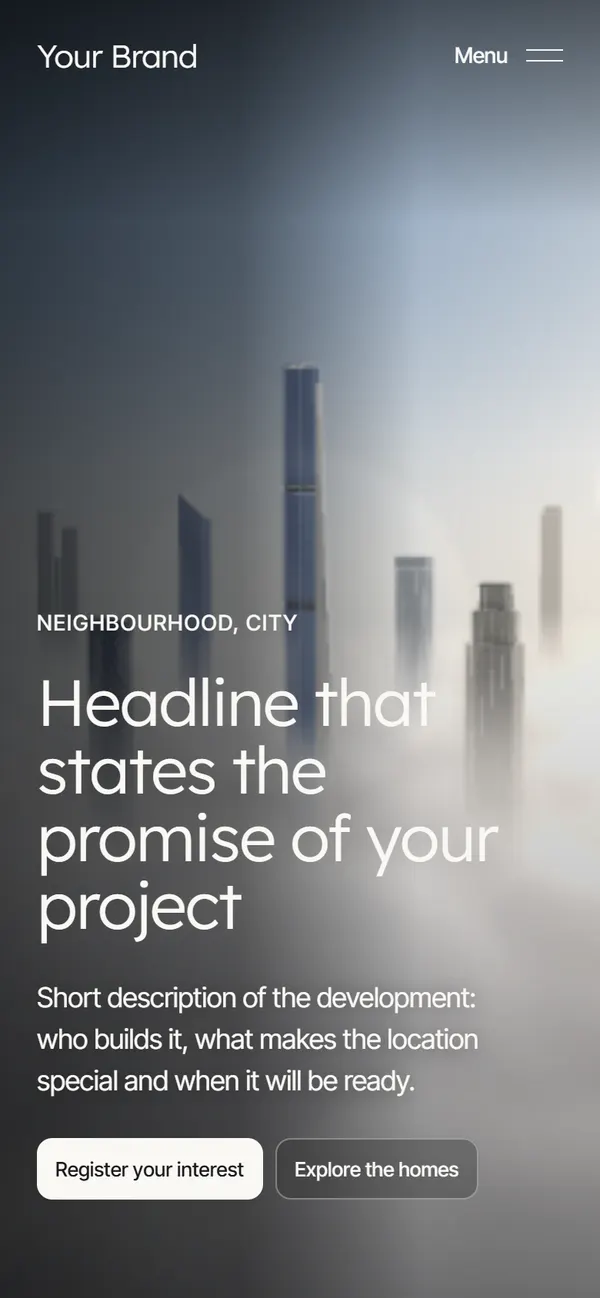 Your Brand
Menu
NEIGHBOURHOOD, CITY
Headline that
states the
promise of your
project
Short description of the development:
who builds it, what makes the location
special and when it will be ready.
Register your interest
Explore the homes